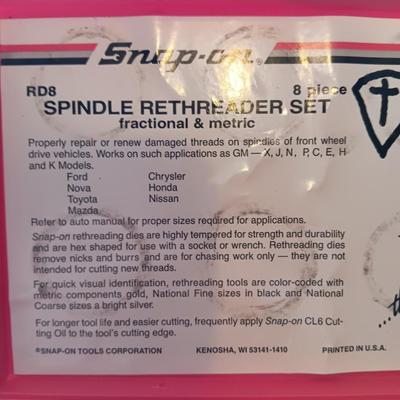 Snap-on®
RD8 8 piece
SPINDLE RETHREADER SET
fractional & metric
Properly repair or renew damaged threads on spindles of front wheel
drive vehicles. Works on such applications as GM — X, J, N, P, C, E, H
and K Models.
Ford Chrysler
Nova Honda
Toyota Nissan
Mazda
Refer to auto manual for proper sizes required for applications.
Snap-on rethreading dies are highly tempered for strength and durability
and are hex shaped for use with a socket or wrench. Rethreading dies
remove nicks and burrs and are for chasing work only — they are not
intended for cutting new threads.
For quick visual identification, rethreading tools are color-coded with
metric components gold, National Fine sizes in black and National
Coarse sizes a bright silver.
For longer tool life and easier cutting, frequently apply Snap-on CL6 Cut-
ting Oil to the tool's cutting edge.
®SNAP-ON TOOLS CORPORATION KENOSHA, WI 53141-1410 PRINTED IN U.S.A.